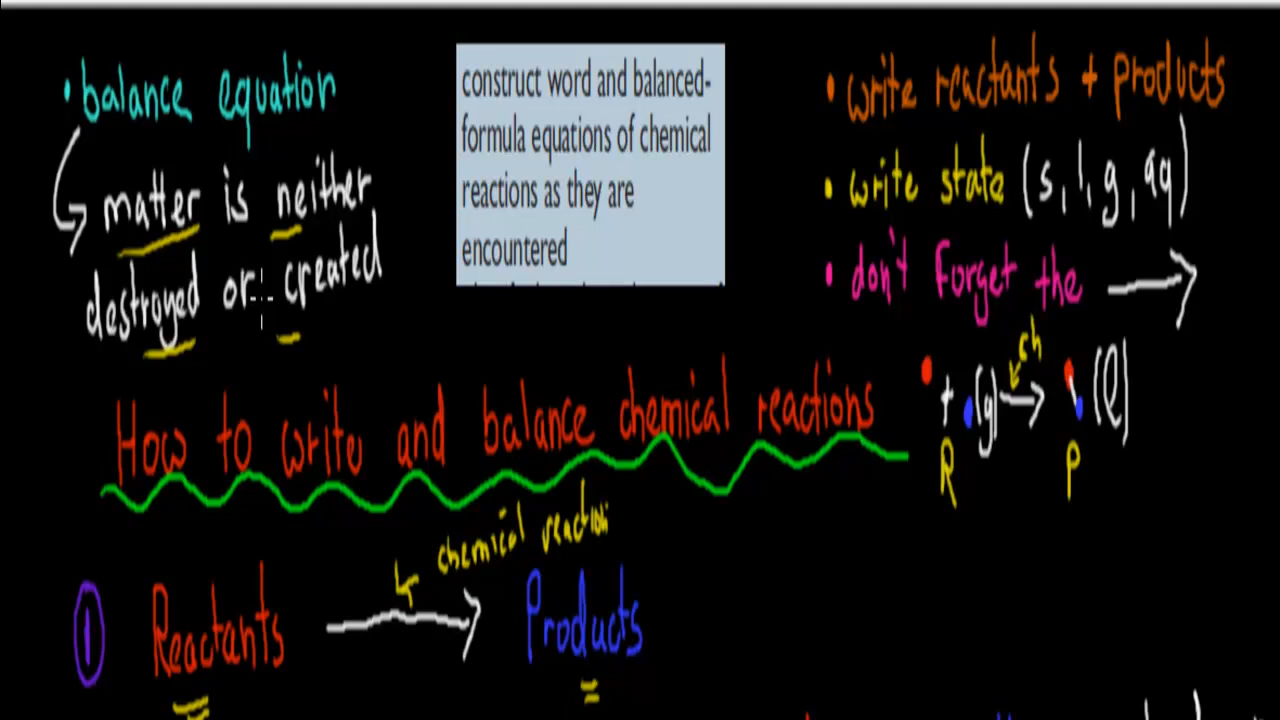 • balance equation
matter is neither
destroyed or created
construct word and balanced-
formula equations of chemical
reactions as they are
encountered
• write reactants + products
• write state (s, l, g, aq)
• don't forget the →
ch
+ (g) → (l)
R P
How to write and balance chemical reactions
chemical reaction
1 Reactants → Products